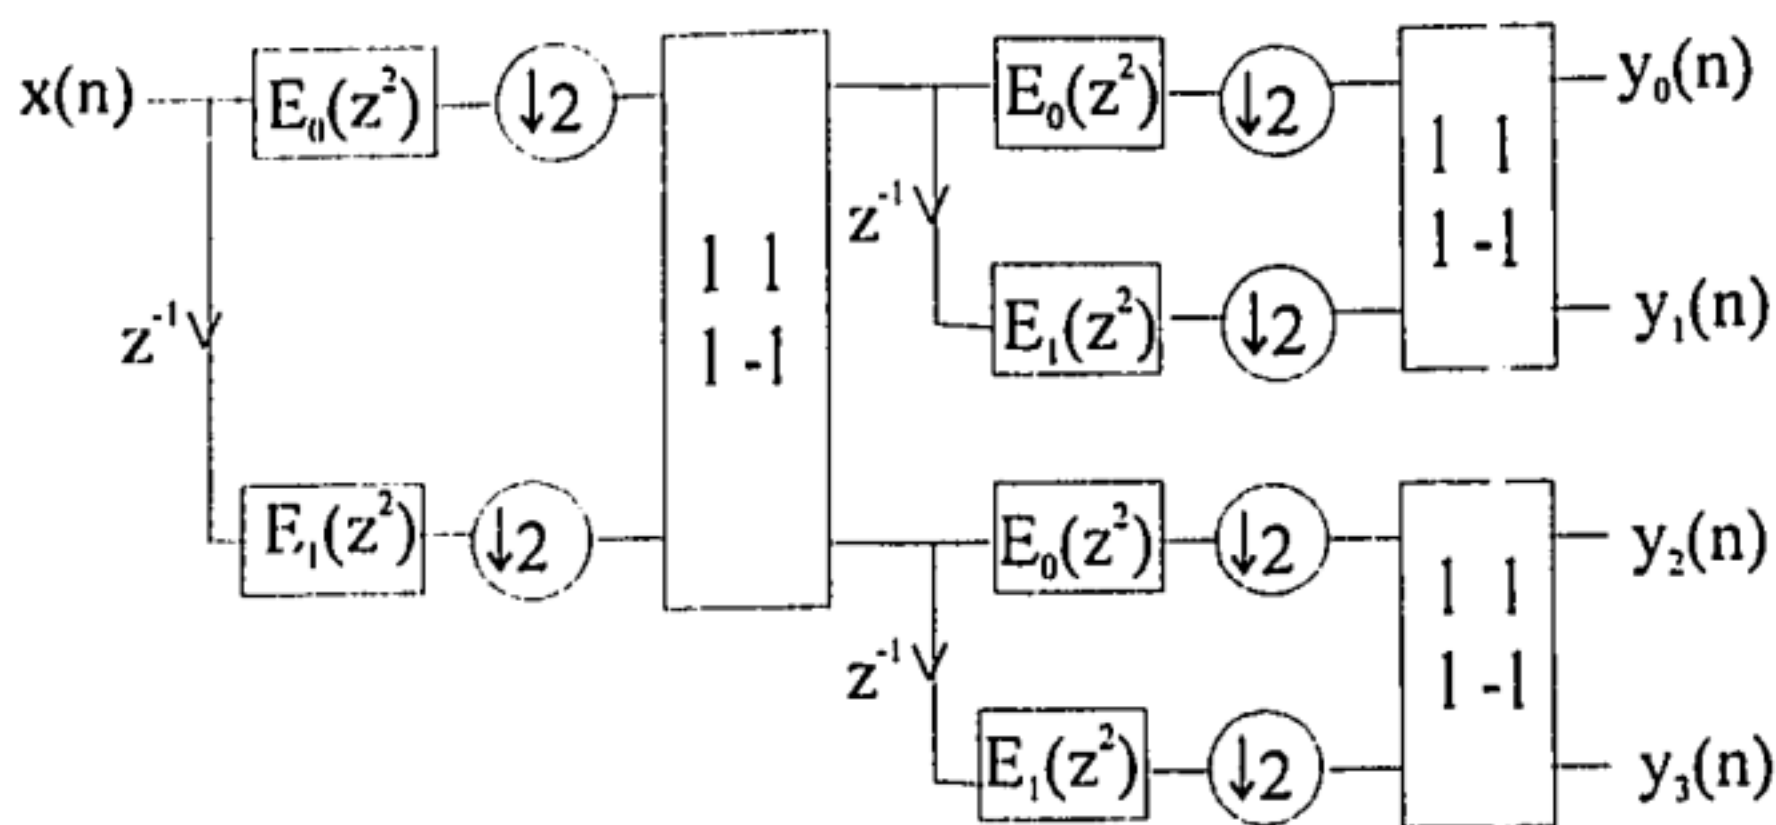 x(n) E₀(z²) ↓2 E₀(z²) ↓2 y₀(n)
1 1
1 -1
z⁻¹
1 1
1 -1
E₁(z²) ↓2 y₁(n)
z⁻¹
E₁(z²) ↓2 E₀(z²) ↓2 y₂(n)
1 1
1 -1
z⁻¹
E₁(z²) ↓2 y₃(n)